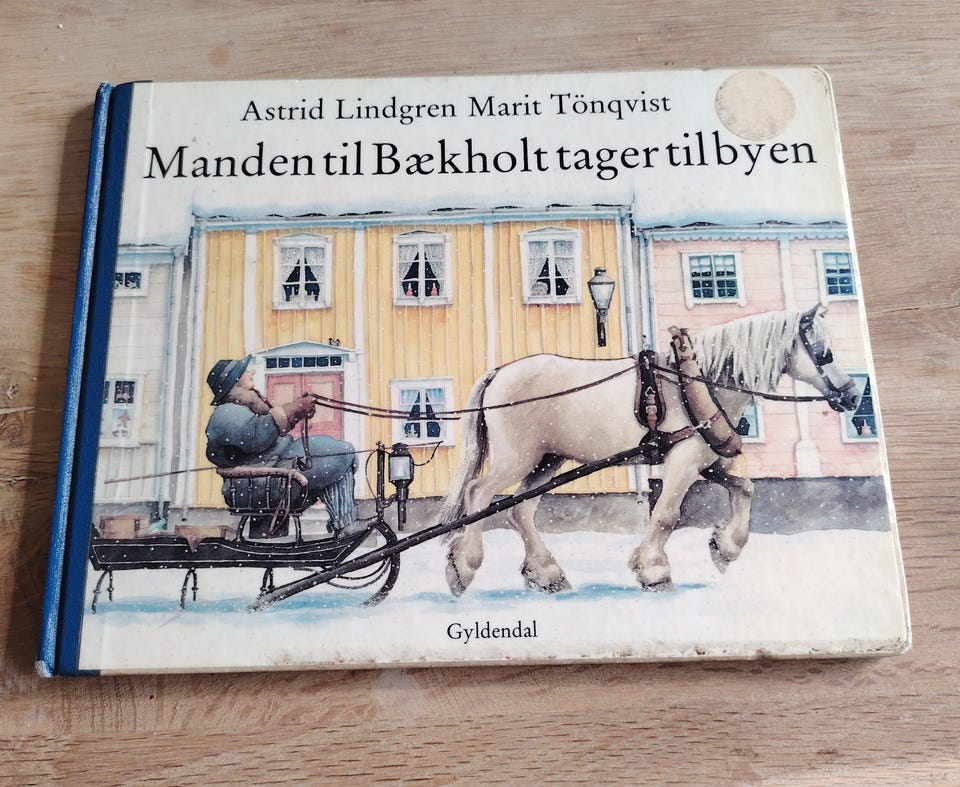 Astrid Lindgren Marit Tönqvist
Manden til Bækholt tager til byen
Gyldendal